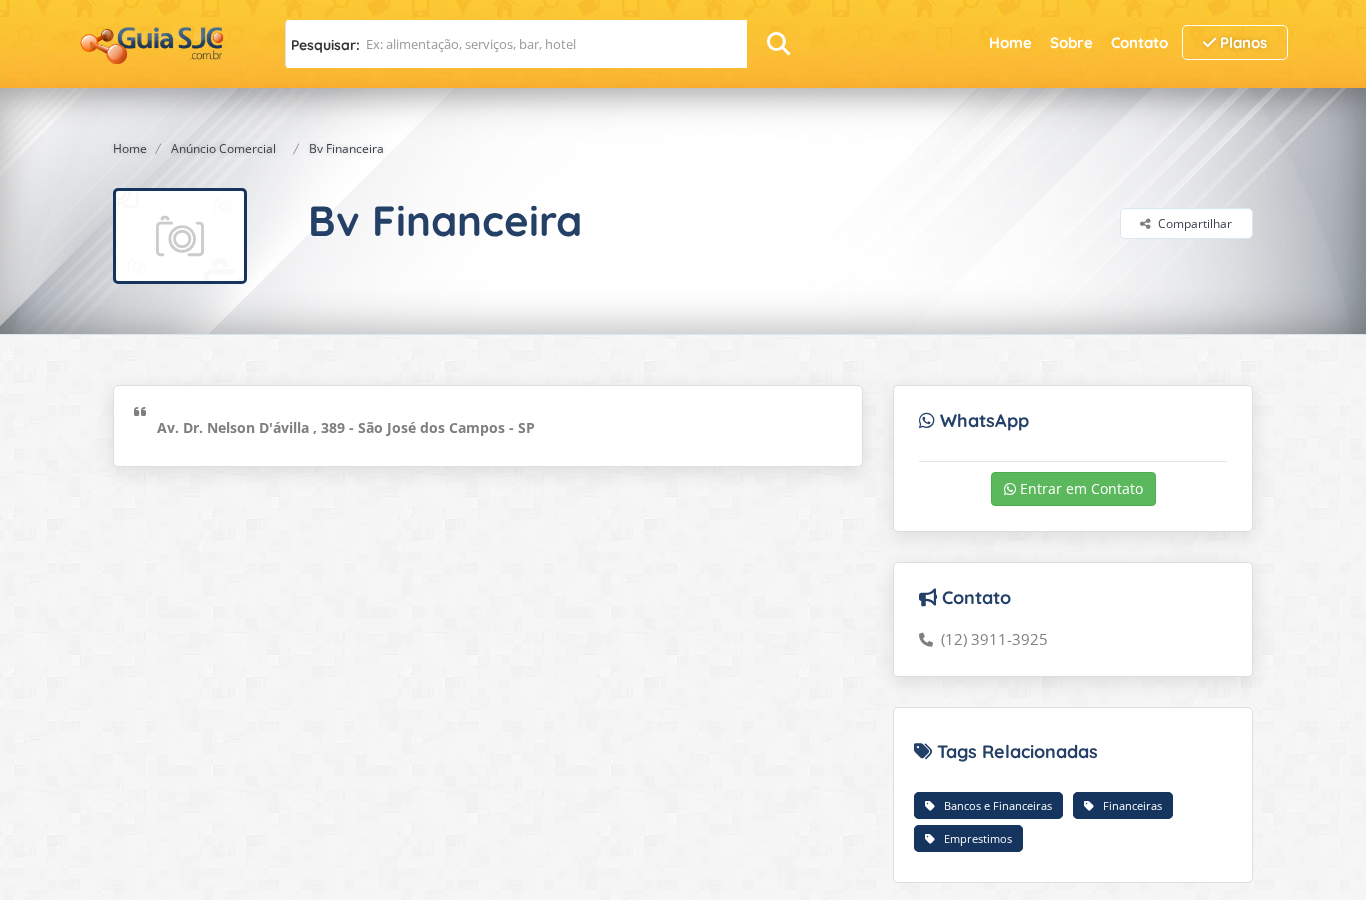 Guia SJC
.com.br
Pesquisar: Ex: alimentação, serviços, bar, hotel
Home Sobre Contato Planos
Home / Anúncio Comercial / Bv Financeira
Bv Financeira
Compartilhar
Av. Dr. Nelson D'ávilla , 389 - São José dos Campos - SP
WhatsApp
Entrar em Contato
Contato
(12) 3911-3925
Tags Relacionadas
Bancos e Financeiras
Financeiras
Emprestimos